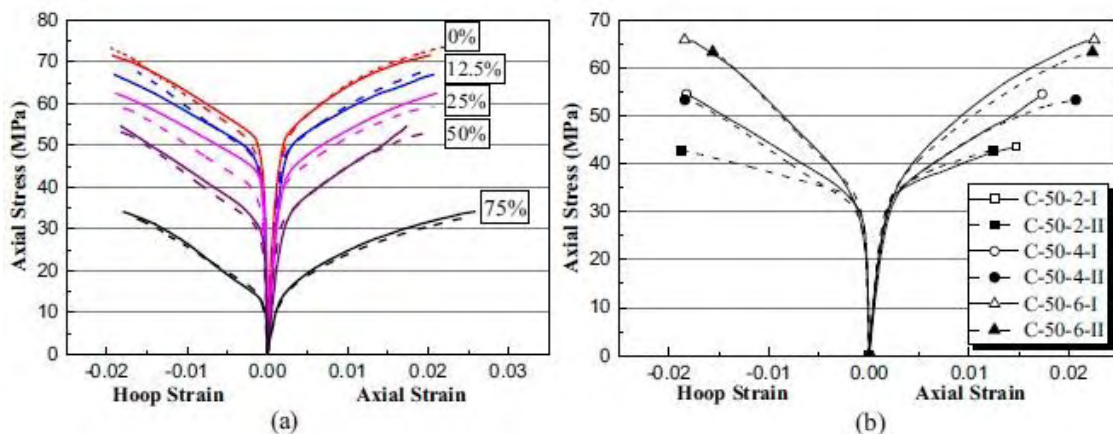 80
70
60
50
40
30
20
10
0
Axial Stress (MPa)
0%
12.5%
25%
50%
75%
-0.02 -0.01 0.00 0.01 0.02 0.03
Hoop Strain Axial Strain
(a)
70
60
50
40
30
20
10
0
Axial Stress (MPa)
C-50-2-I
C-50-2-II
C-50-4-I
C-50-4-II
C-50-6-I
C-50-6-II
-0.02 -0.01 0.00 0.01 0.02
Hoop Strain Axial Strain
(b)